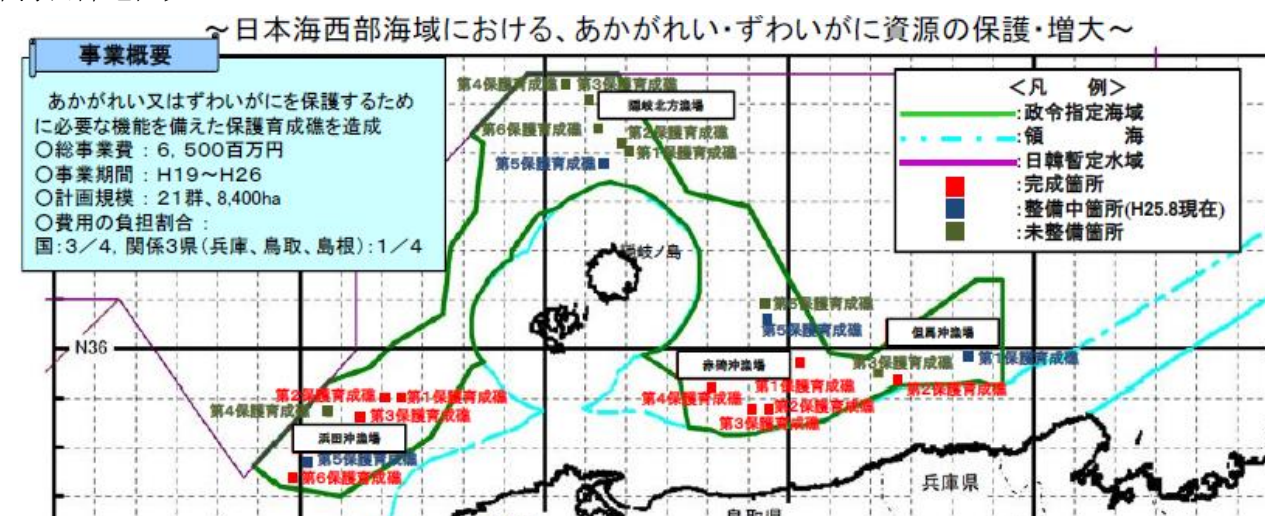 ～日本海西部海域における、あかがれい・ずわいがに資源の保護・増大～
事業概要
あかがれい又はずわいがにを保護するため
に必要な機能を備えた保護育成礁を造成
○総事業費 ： 6, 500百万円
○事業期間 ： H19～H26
○計画規模 ： 21群、8,400ha
○費用の負担割合 ：
国：3／4, 関係3県(兵庫、鳥取、島根)：1／4
＜凡 例＞
:政令指定海域
:領 海
:日韓暫定水域
:完成箇所
:整備中箇所(H25.8現在)
:未整備箇所
第4保護育成礁
第3保護育成礁
隠岐北方漁場
第6保護育成礁
第2保護育成礁
第1保護育成礁
第5保護育成礁
隠岐ノ島
第6保護育成礁
第5保護育成礁
但馬沖漁場
N36
赤碕沖漁場
第3保護育成礁
第1保護育成礁
第1保護育成礁
第2保護育成礁
第4保護育成礁
第2保護育成礁
第3保護育成礁
第2保護育成礁
第1保護育成礁
第4保護育成礁
第3保護育成礁
浜田沖漁場
第5保護育成礁
第6保護育成礁
兵庫県
鳥取県